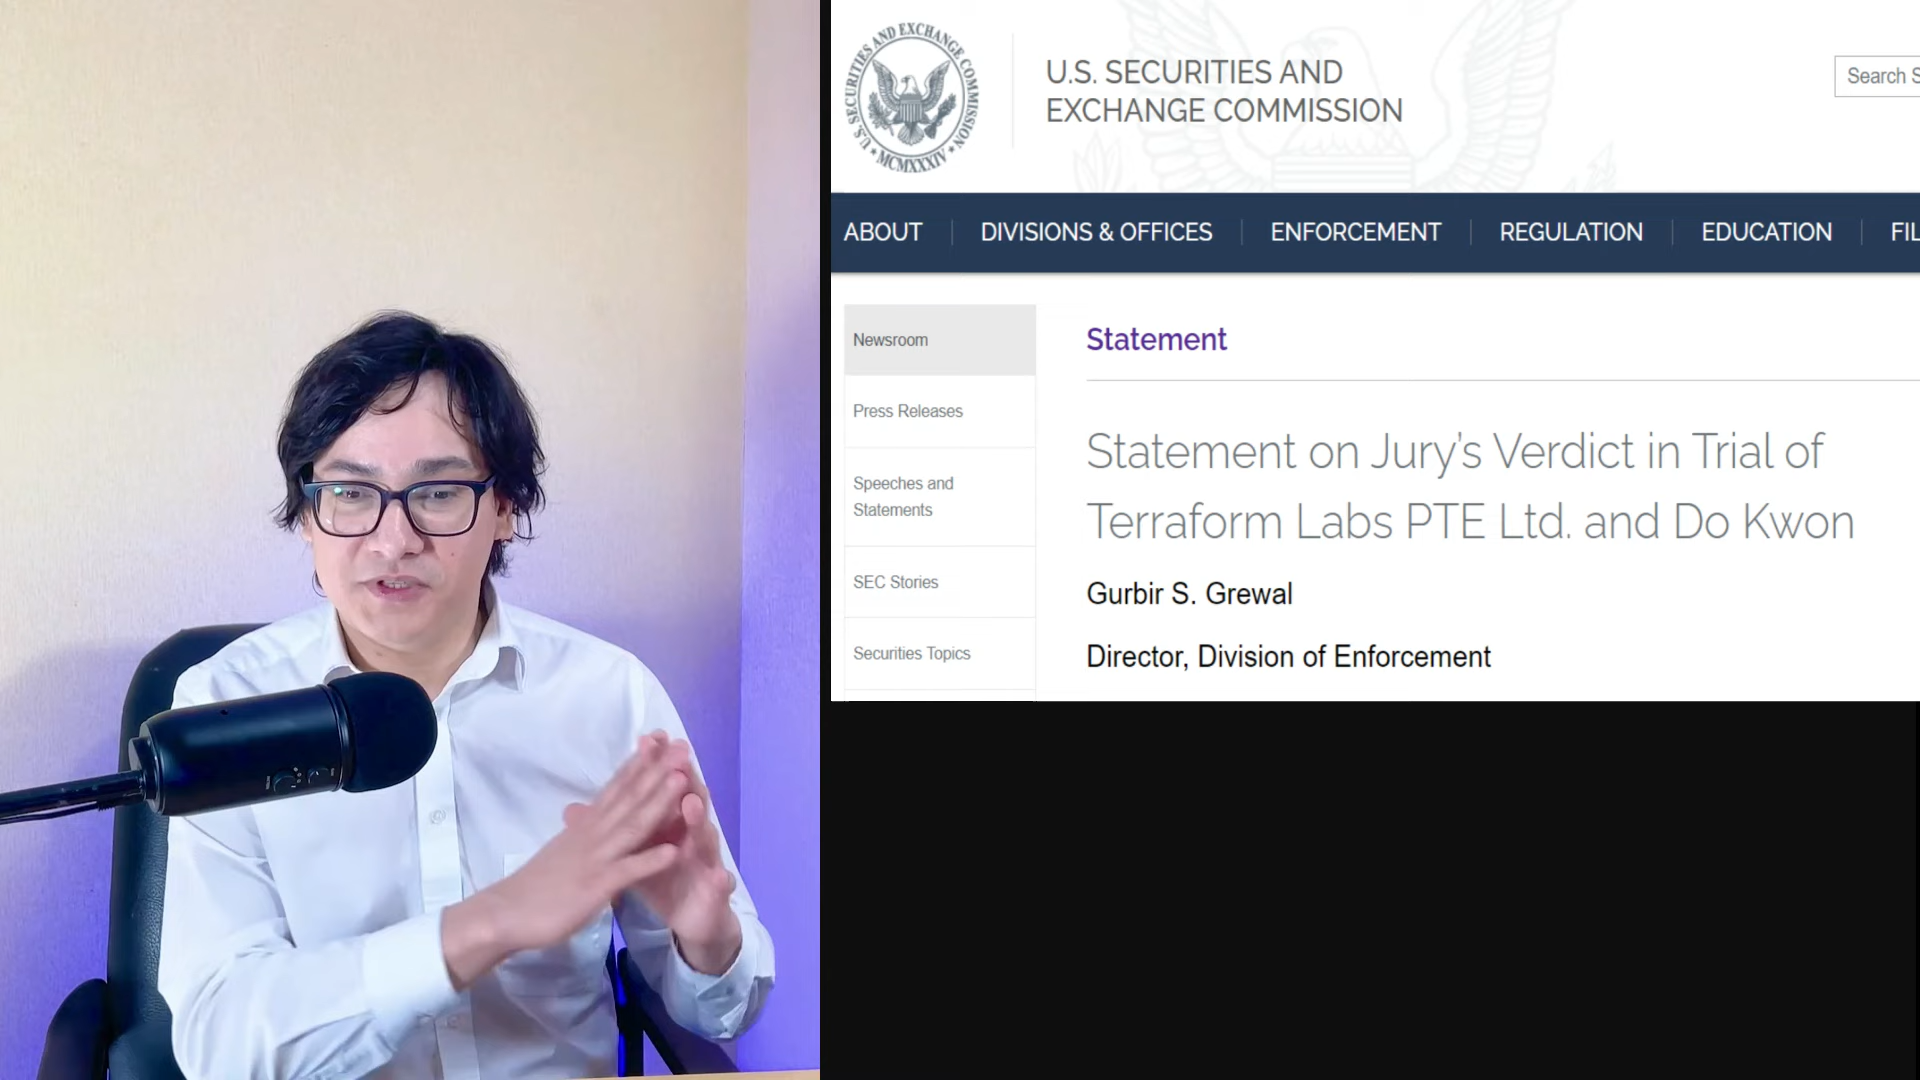 U.S. SECURITIES AND EXCHANGE COMMISSION
MCMXXXIV
U.S. SECURITIES AND
EXCHANGE COMMISSION
Search
ABOUT
DIVISIONS & OFFICES
ENFORCEMENT
REGULATION
EDUCATION
FIL
Newsroom
Press Releases
Speeches and
Statements
SEC Stories
Securities Topics
Statement
Statement on Jury’s Verdict in Trial of
Terraform Labs PTE Ltd. and Do Kwon
Gurbir S. Grewal
Director, Division of Enforcement